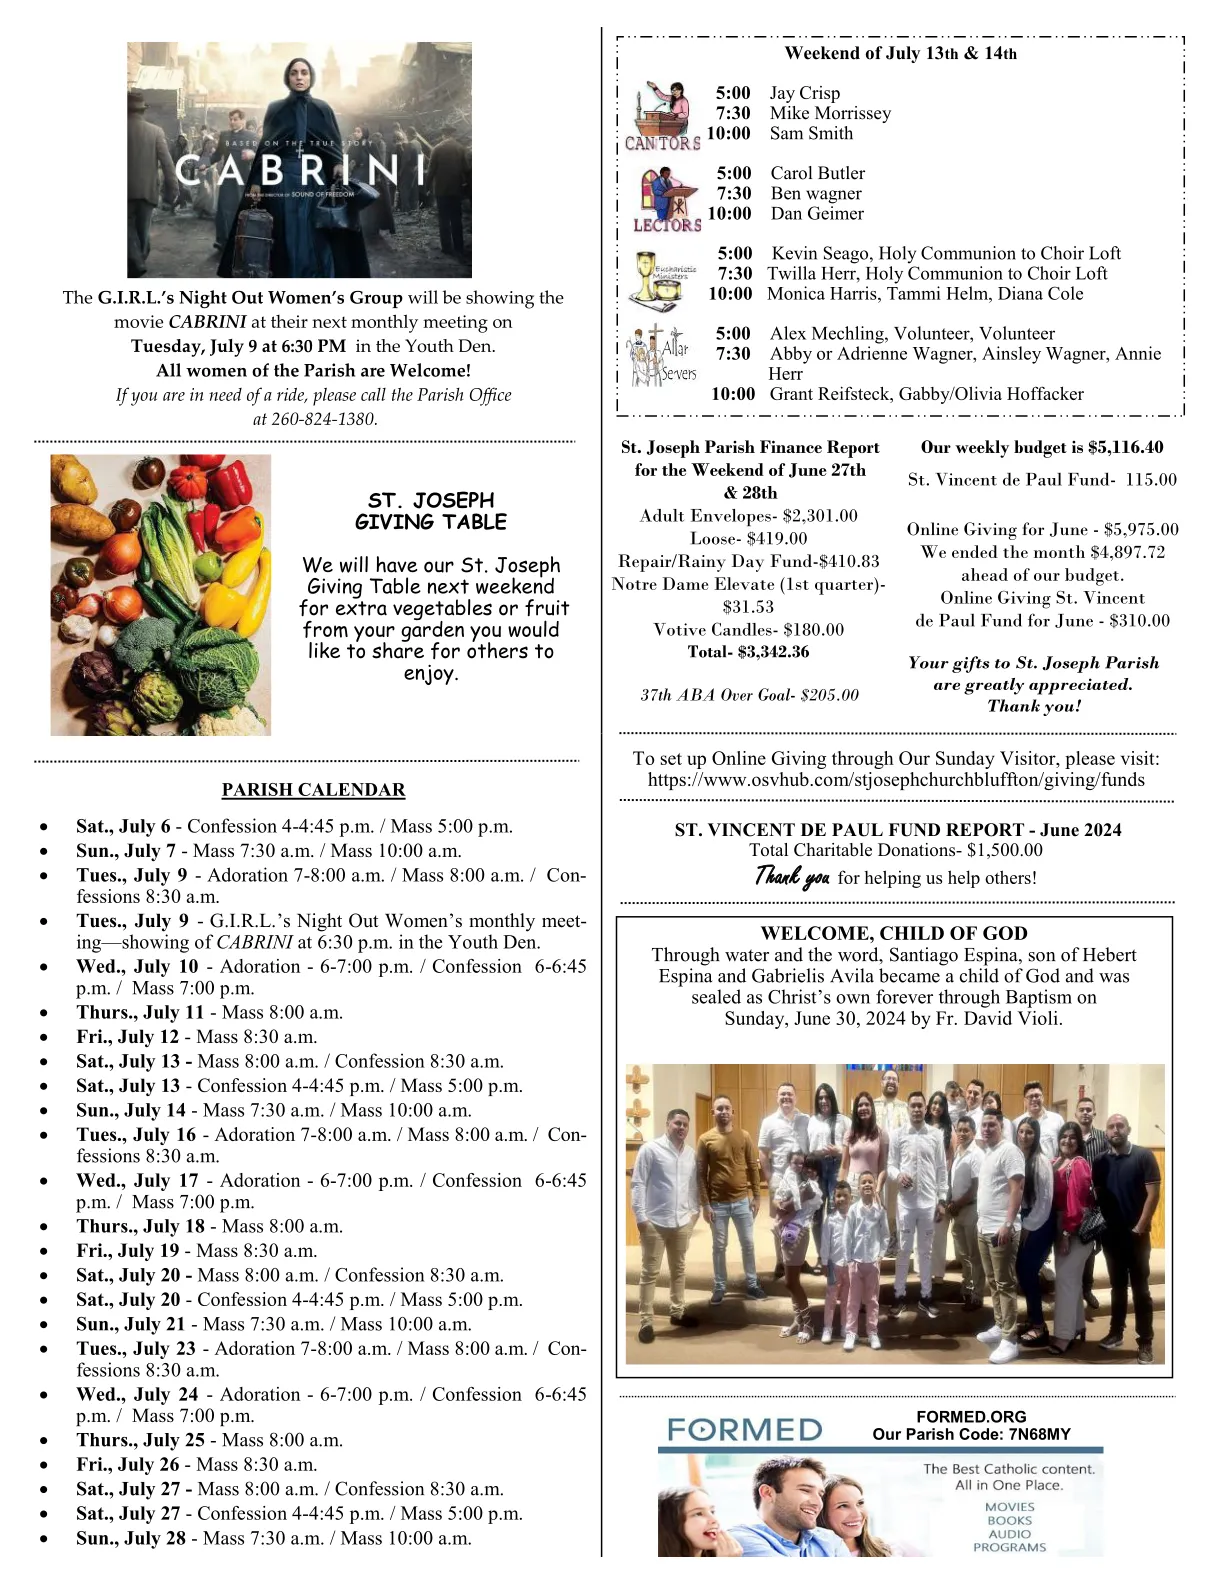 BASED ON THE TRUE STORY
CABRINI
FROM THE DIRECTOR OF SOUND OF FREEDOM
The G.I.R.L.’s Night Out Women’s Group will be showing the
movie CABRINI at their next monthly meeting on
Tuesday, July 9 at 6:30 PM in the Youth Den.
All women of the Parish are Welcome!
If you are in need of a ride, please call the Parish Office
at 260-824-1380.
ST. JOSEPH
GIVING TABLE
We will have our St. Joseph
Giving Table next weekend
for extra vegetables or fruit
from your garden you would
like to share for others to
enjoy.
PARISH CALENDAR
• Sat., July 6 - Confession 4-4:45 p.m. / Mass 5:00 p.m.
• Sun., July 7 - Mass 7:30 a.m. / Mass 10:00 a.m.
• Tues., July 9 - Adoration 7-8:00 a.m. / Mass 8:00 a.m. / Con-
fessions 8:30 a.m.
• Tues., July 9 - G.I.R.L.’s Night Out Women’s monthly meet-
ing—showing of CABRINI at 6:30 p.m. in the Youth Den.
• Wed., July 10 - Adoration - 6-7:00 p.m. / Confession 6-6:45
p.m. / Mass 7:00 p.m.
• Thurs., July 11 - Mass 8:00 a.m.
• Fri., July 12 - Mass 8:30 a.m.
• Sat., July 13 - Mass 8:00 a.m. / Confession 8:30 a.m.
• Sat., July 13 - Confession 4-4:45 p.m. / Mass 5:00 p.m.
• Sun., July 14 - Mass 7:30 a.m. / Mass 10:00 a.m.
• Tues., July 16 - Adoration 7-8:00 a.m. / Mass 8:00 a.m. / Con-
fessions 8:30 a.m.
• Wed., July 17 - Adoration - 6-7:00 p.m. / Confession 6-6:45
p.m. / Mass 7:00 p.m.
• Thurs., July 18 - Mass 8:00 a.m.
• Fri., July 19 - Mass 8:30 a.m.
• Sat., July 20 - Mass 8:00 a.m. / Confession 8:30 a.m.
• Sat., July 20 - Confession 4-4:45 p.m. / Mass 5:00 p.m.
• Sun., July 21 - Mass 7:30 a.m. / Mass 10:00 a.m.
• Tues., July 23 - Adoration 7-8:00 a.m. / Mass 8:00 a.m. / Con-
fessions 8:30 a.m.
• Wed., July 24 - Adoration - 6-7:00 p.m. / Confession 6-6:45
p.m. / Mass 7:00 p.m.
• Thurs., July 25 - Mass 8:00 a.m.
• Fri., July 26 - Mass 8:30 a.m.
• Sat., July 27 - Mass 8:00 a.m. / Confession 8:30 a.m.
• Sat., July 27 - Confession 4-4:45 p.m. / Mass 5:00 p.m.
• Sun., July 28 - Mass 7:30 a.m. / Mass 10:00 a.m.
Weekend of July 13th & 14th
CANTORS
5:00 Jay Crisp
7:30 Mike Morrissey
10:00 Sam Smith
LECTORS
5:00 Carol Butler
7:30 Ben wagner
10:00 Dan Geimer
Eucharistic
Ministers
5:00 Kevin Seago, Holy Communion to Choir Loft
7:30 Twilla Herr, Holy Communion to Choir Loft
10:00 Monica Harris, Tammi Helm, Diana Cole
Altar
Servers
5:00 Alex Mechling, Volunteer, Volunteer
7:30 Abby or Adrienne Wagner, Ainsley Wagner, Annie
Herr
10:00 Grant Reifsteck, Gabby/Olivia Hoffacker
St. Joseph Parish Finance Report
for the Weekend of June 27th
& 28th
Adult Envelopes- $2,301.00
Loose- $419.00
Repair/Rainy Day Fund-$410.83
Notre Dame Elevate (1st quarter)-
$31.53
Votive Candles- $180.00
Total- $3,342.36
37th ABA Over Goal- $205.00
Our weekly budget is $5,116.40
St. Vincent de Paul Fund- 115.00
Online Giving for June - $5,975.00
We ended the month $4,897.72
ahead of our budget.
Online Giving St. Vincent
de Paul Fund for June - $310.00
Your gifts to St. Joseph Parish
are greatly appreciated.
Thank you!
To set up Online Giving through Our Sunday Visitor, please visit:
https://www.osvhub.com/stjosephchurchbluffton/giving/funds
ST. VINCENT DE PAUL FUND REPORT - June 2024
Total Charitable Donations- $1,500.00
Thank you for helping us help others!
WELCOME, CHILD OF GOD
Through water and the word, Santiago Espina, son of Hebert
Espina and Gabrielis Avila became a child of God and was
sealed as Christ’s own forever through Baptism on
Sunday, June 30, 2024 by Fr. David Violi.
FORMED
FORMED.ORG
Our Parish Code: 7N68MY
The Best Catholic content.
All in One Place.
MOVIES
BOOKS
AUDIO
PROGRAMS